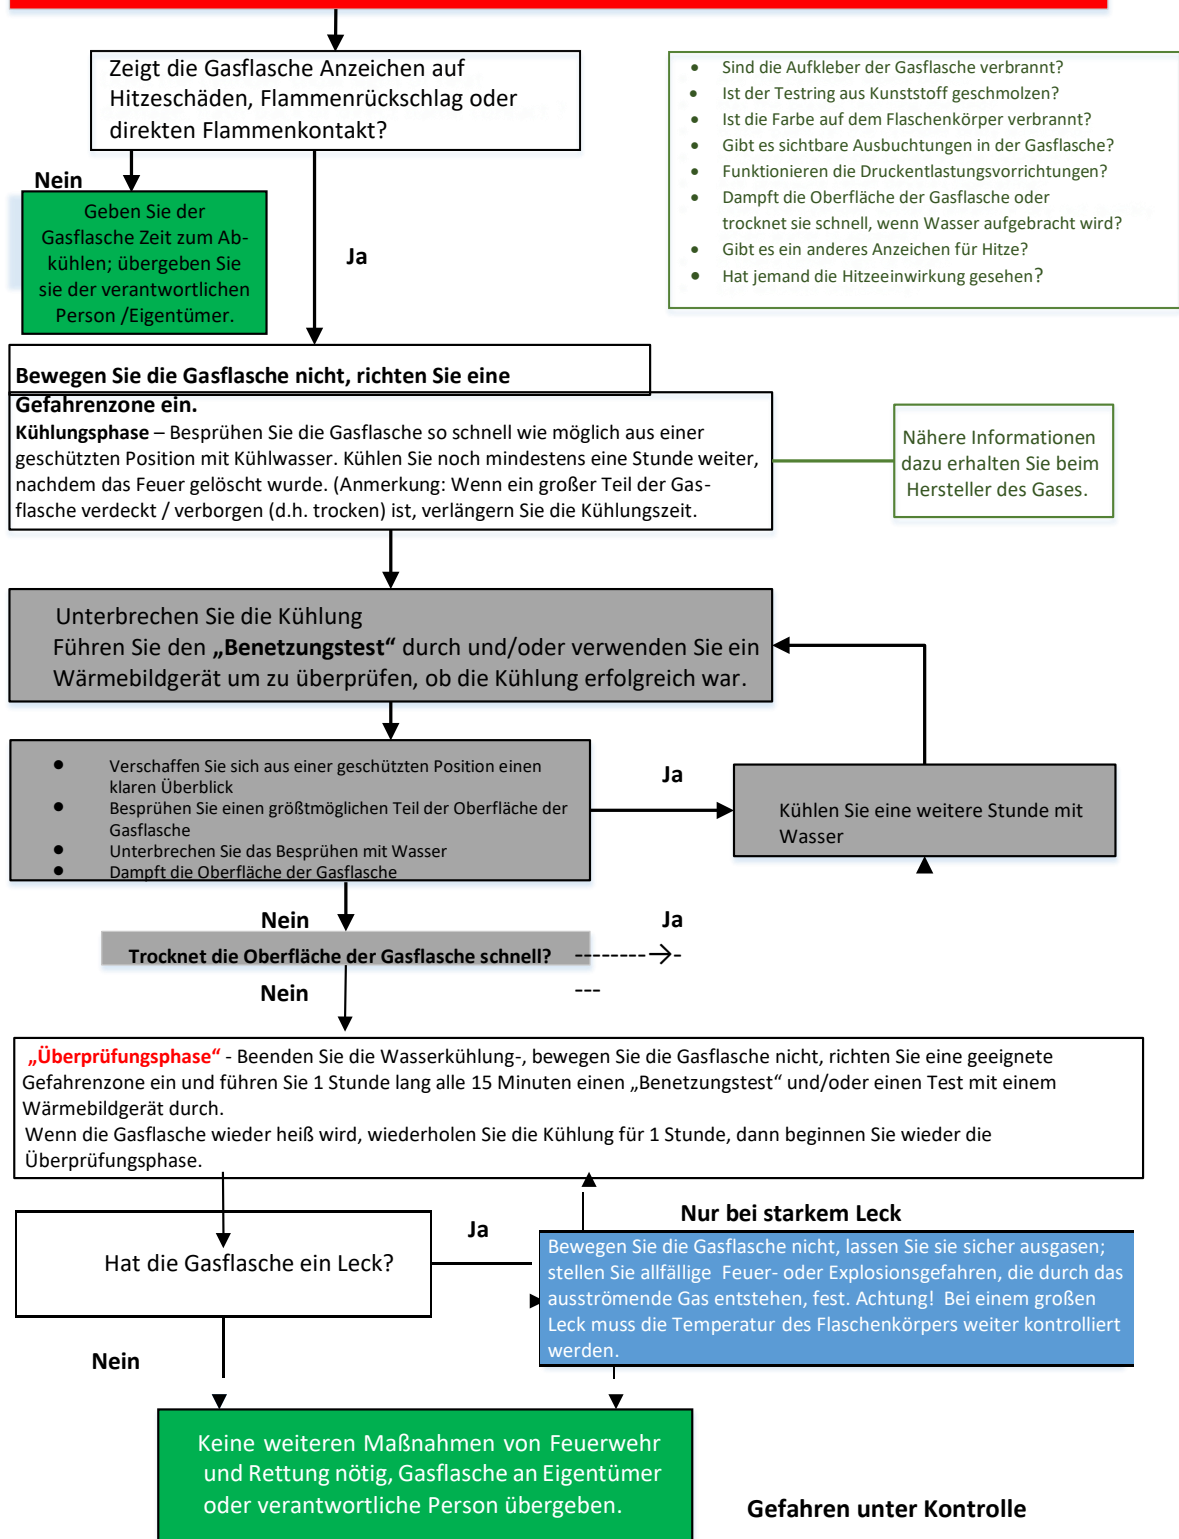 Zeigt die Gasflasche Anzeichen auf
Hitzeschäden, Flammenrückschlag oder
direkten Flammenkontakt?
• Sind die Aufkleber der Gasflasche verbrannt?
• Ist der Testring aus Kunststoff geschmolzen?
• Ist die Farbe auf dem Flaschenkörper verbrannt?
• Gibt es sichtbare Ausbuchtungen in der Gasflasche?
• Funktionieren die Druckentlastungsvorrichtungen?
• Dampft die Oberfläche der Gasflasche oder
trocknet sie schnell, wenn Wasser aufgebracht wird?
• Gibt es ein anderes Anzeichen für Hitze?
• Hat jemand die Hitzeeinwirkung gesehen?
Nein
Geben Sie der
Gasflasche Zeit zum Ab-
kühlen; übergeben Sie
sie der verantwortlichen
Person /Eigentümer.
Ja
Bewegen Sie die Gasflasche nicht, richten Sie eine
Gefahrenzone ein.
Kühlungsphase – Besprühen Sie die Gasflasche so schnell wie möglich aus einer
geschützten Position mit Kühlwasser. Kühlen Sie noch mindestens eine Stunde weiter,
nachdem das Feuer gelöscht wurde. (Anmerkung: Wenn ein großer Teil der Gas-
flasche verdeckt / verborgen (d.h. trocken) ist, verlängern Sie die Kühlungszeit.
Nähere Informationen
dazu erhalten Sie beim
Hersteller des Gases.
Unterbrechen Sie die Kühlung
Führen Sie den „Benetzungstest“ durch und/oder verwenden Sie ein
Wärmebildgerät um zu überprüfen, ob die Kühlung erfolgreich war.
• Verschaffen Sie sich aus einer geschützten Position einen
klaren Überblick
• Besprühen Sie einen größtmöglichen Teil der Oberfläche der
Gasflasche
• Unterbrechen Sie das Besprühen mit Wasser
• Dampft die Oberfläche der Gasflasche
Ja
Kühlen Sie eine weitere Stunde mit
Wasser
Nein
Ja
Trocknet die Oberfläche der Gasflasche schnell?
Nein
„Überprüfungsphase“ - Beenden Sie die Wasserkühlung-, bewegen Sie die Gasflasche nicht, richten Sie eine geeignete
Gefahrenzone ein und führen Sie 1 Stunde lang alle 15 Minuten einen „Benetzungstest“ und/oder einen Test mit einem
Wärmebildgerät durch.
Wenn die Gasflasche wieder heiß wird, wiederholen Sie die Kühlung für 1 Stunde, dann beginnen Sie wieder die
Überprüfungsphase.
Hat die Gasflasche ein Leck?
Ja
Nur bei starkem Leck
Bewegen Sie die Gasflasche nicht, lassen Sie sie sicher ausgasen;
stellen Sie allfällige Feuer- oder Explosionsgefahren, die durch das
ausströmende Gas entstehen, fest. Achtung! Bei einem großen
Leck muss die Temperatur des Flaschenkörpers weiter kontrolliert
werden.
Nein
Keine weiteren Maßnahmen von Feuerwehr
und Rettung nötig, Gasflasche an Eigentümer
oder verantwortliche Person übergeben.
Gefahren unter Kontrolle